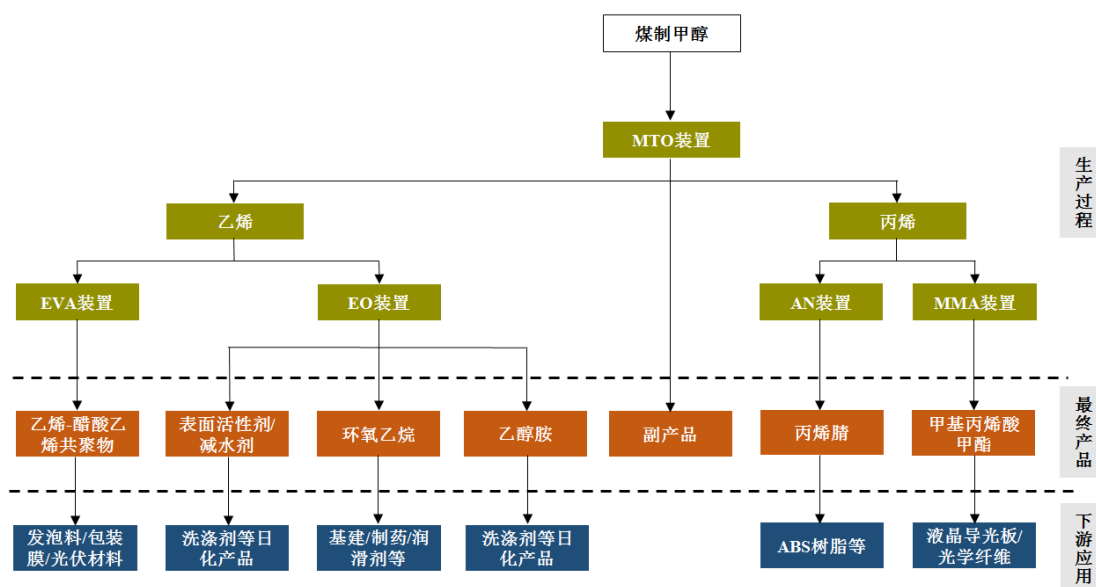 煤制甲醇
MTO装置
生产过程
乙烯
丙烯
EVA装置
EO装置
AN装置
MMA装置
最终产品
乙烯-醋酸乙
烯共聚物
表面活性剂/
减水剂
环氧乙烷
乙醇胺
副产品
丙烯腈
甲基丙烯酸
甲酯
下游应用
发泡料/包装
膜/光伏材料
洗涤剂等日
化产品
基建/制药/润
滑剂等
洗涤剂等日
化产品
ABS树脂等
液晶导光板/
光学纤维